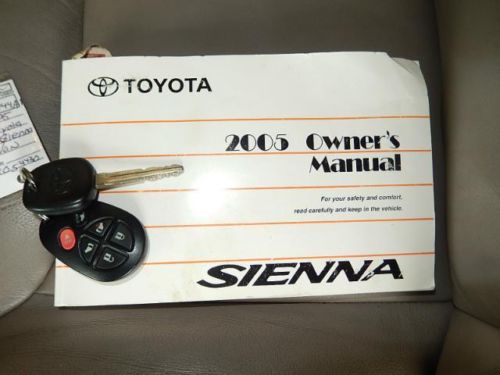 TOYOTA
2005 Owner's
Manual
For your safety and comfort,
read carefully and keep in the vehicle.
SIENNA